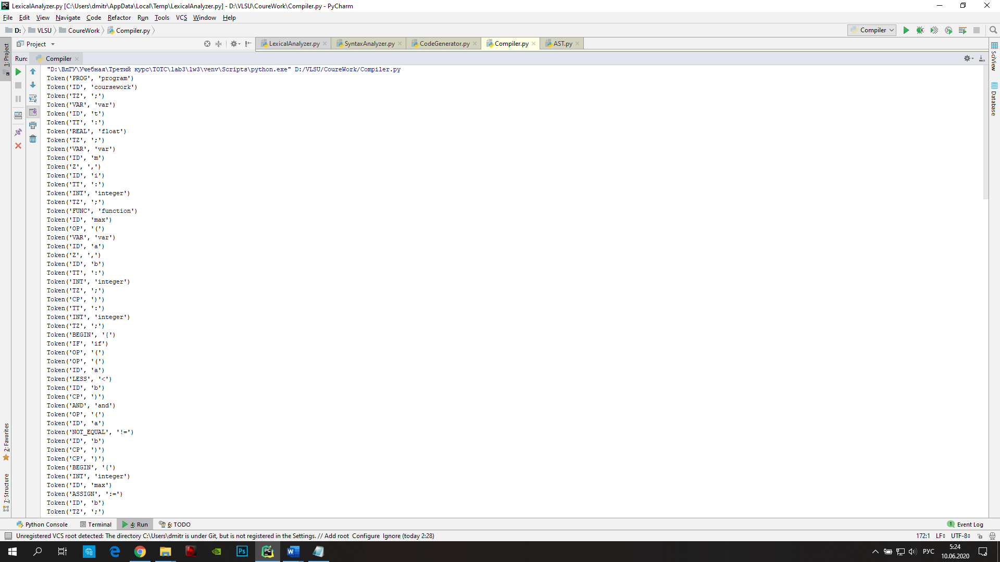 LexicalAnalyzer.py [C:\Users\dmitr\AppData\Local\Temp\LexicalAnalyzer.py] - D:\VLSU\CoureWork\Compiler.py - PyCharm
File Edit View Navigate Code Refactor Run Tools VCS Window Help
D: VLSU CoureWork Compiler.py Compiler
Project LexicalAnalyzer.py SyntaxAnalyzer.py CodeGenerator.py Compiler.py AST.py
1: Project
SciView
Database
Run: Compiler
"D:\ВлГУ\Учебная\Третий курс\ТОТС\lab3\lw3\venv\Scripts\python.exe" D:/VLSU/CoureWork/Compiler.py
Token('PROG', 'program')
Token('ID', 'coursework')
Token('TZ', ';')
Token('VAR', 'var')
Token('ID', 't')
Token('TT', ':')
Token('REAL', 'float')
Token('TZ', ';')
Token('VAR', 'var')
Token('ID', 'm')
Token('Z', ',')
Token('ID', 'i')
Token('TT', ':')
Token('INT', 'integer')
Token('TZ', ';')
Token('FUNC', 'function')
Token('ID', 'max')
Token('OP', '(')
Token('VAR', 'var')
Token('ID', 'a')
Token('Z', ',')
Token('ID', 'b')
Token('TT', ':')
Token('INT', 'integer')
Token('TZ', ';')
Token('CP', ')')
Token('TT', ':')
Token('INT', 'integer')
Token('TZ', ';')
Token('BEGIN', '{')
Token('IF', 'if')
Token('OP', '(')
Token('OP', '(')
Token('ID', 'a')
Token('LESS', '<')
Token('ID', 'b')
Token('CP', ')')
Token('AND', 'and')
Token('OP', '(')
Token('ID', 'a')
Token('NOT_EQUAL', '!=')
Token('ID', 'b')
Token('CP', ')')
Token('CP', ')')
Token('BEGIN', '{')
Token('INT', 'integer')
Token('ID', 'max')
Token('ASSIGN', ':=')
Token('ID', 'b')
Token('TZ', ';')
2: Favorites
7: Structure
Python Console Terminal 4: Run 6: TODO 1 Event Log
Unregistered VCS root detected: The directory C:\Users\dmitr is under Git, but is not registered in the Settings. // Add root Configure Ignore (today 2:28) 172:1 LF UTF-8
РУС 5:24
10.06.2020